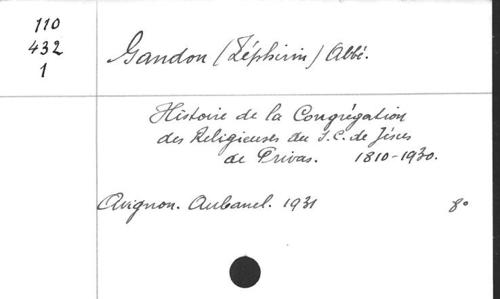 110
432
1
Gandon (Zéphirin) Abbé.
Histoire de la Congrégation
des Religieuses du S.C. de Jésus
de Privas. 1810-1930.
Avignon. Aubanel. 1931 8°